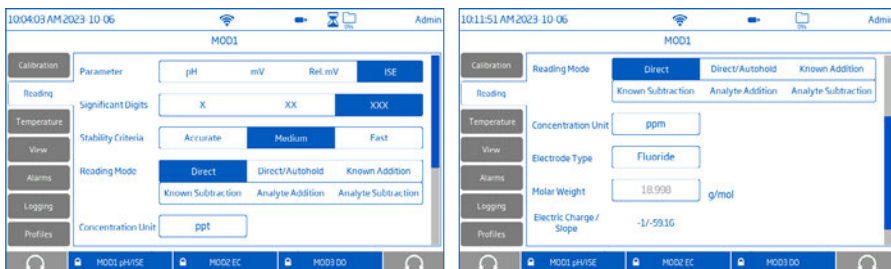 10:04:03 AM 2023-10-06 0% Admin
MOD1
Calibration
Reading
Temperature
View
Alarms
Logging
Profiles
Parameter pH mV Rel.mV ISE
Significant Digits X XX XXX
Stability Criteria Accurate Medium Fast
Reading Mode Direct Direct/Autohold Known Addition
Known Subtraction Analyte Addition Analyte Subtraction
Concentration Unit ppt
MOD1 pH/ISE MOD2 EC MOD3 DO
10:11:51 AM 2023-10-06 0% Admin
MOD1
Calibration
Reading
Temperature
View
Alarms
Logging
Profiles
Reading Mode Direct Direct/Autohold Known Addition
Known Subtraction Analyte Addition Analyte Subtraction
Concentration Unit ppm
Electrode Type Fluoride
Molar Weight 18.998 g/mol
Electric Charge /
Slope -1/-59.16
MOD1 pH/ISE MOD2 EC MOD3 DO